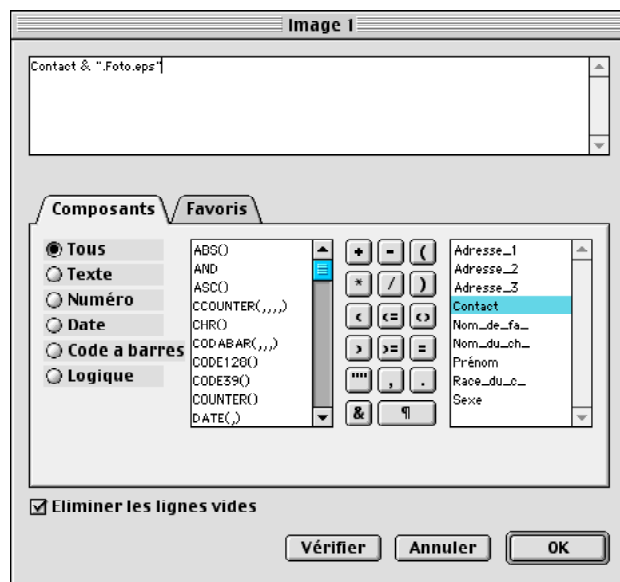 Image 1
Contact & ".Foto.eps"
Composants
Favoris
Tous
Texte
Numéro
Date
Code a barres
Logique
ABS()
AND
ASC()
CCOUNTER(,,,,)
CHR()
CODABAR(,,,)
CODE128()
CODE39()
COUNTER()
DATE(,)
+ - (
* / )
< <= <>
> >= =
"" , .
& ¶
Adresse_1
Adresse_2
Adresse_3
Contact
Nom_de_fa_
Nom_du_ch_
Prénom
Race_du_c_
Sexe
Eliminer les lignes vides
Vérifier
Annuler
OK